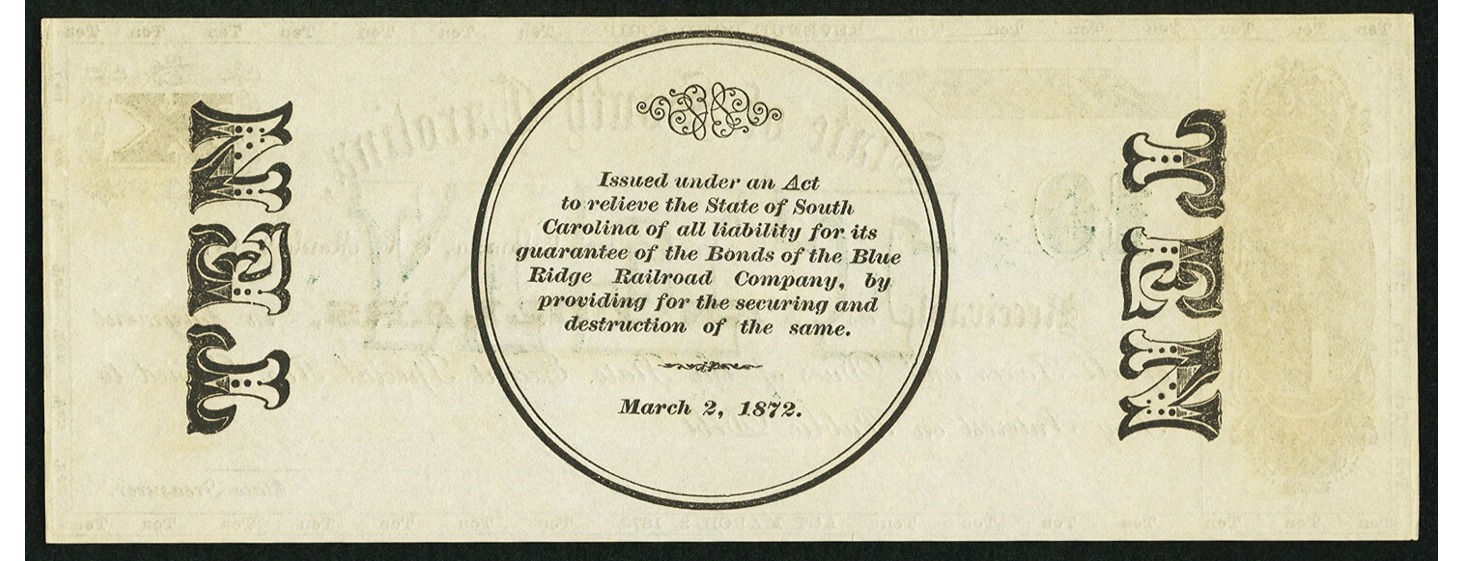 TEN
Issued under an Act
to relieve the State of South
Carolina of all liability for its
guarantee of the Bonds of the Blue
Ridge Railroad Company, by
providing for the securing and
destruction of the same.
March 2, 1872.
TEN